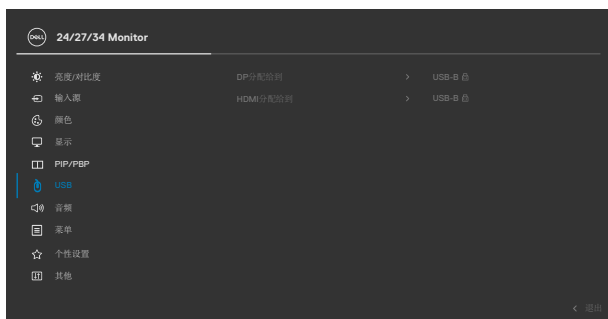 DELL 24/27/34 Monitor
亮度/对比度 DP分配给到 > USB-B
输入源 HDMI分配给到 > USB-B
颜色
显示
PIP/PBP
USB
音频
菜单
个性设置
其他
< 退出